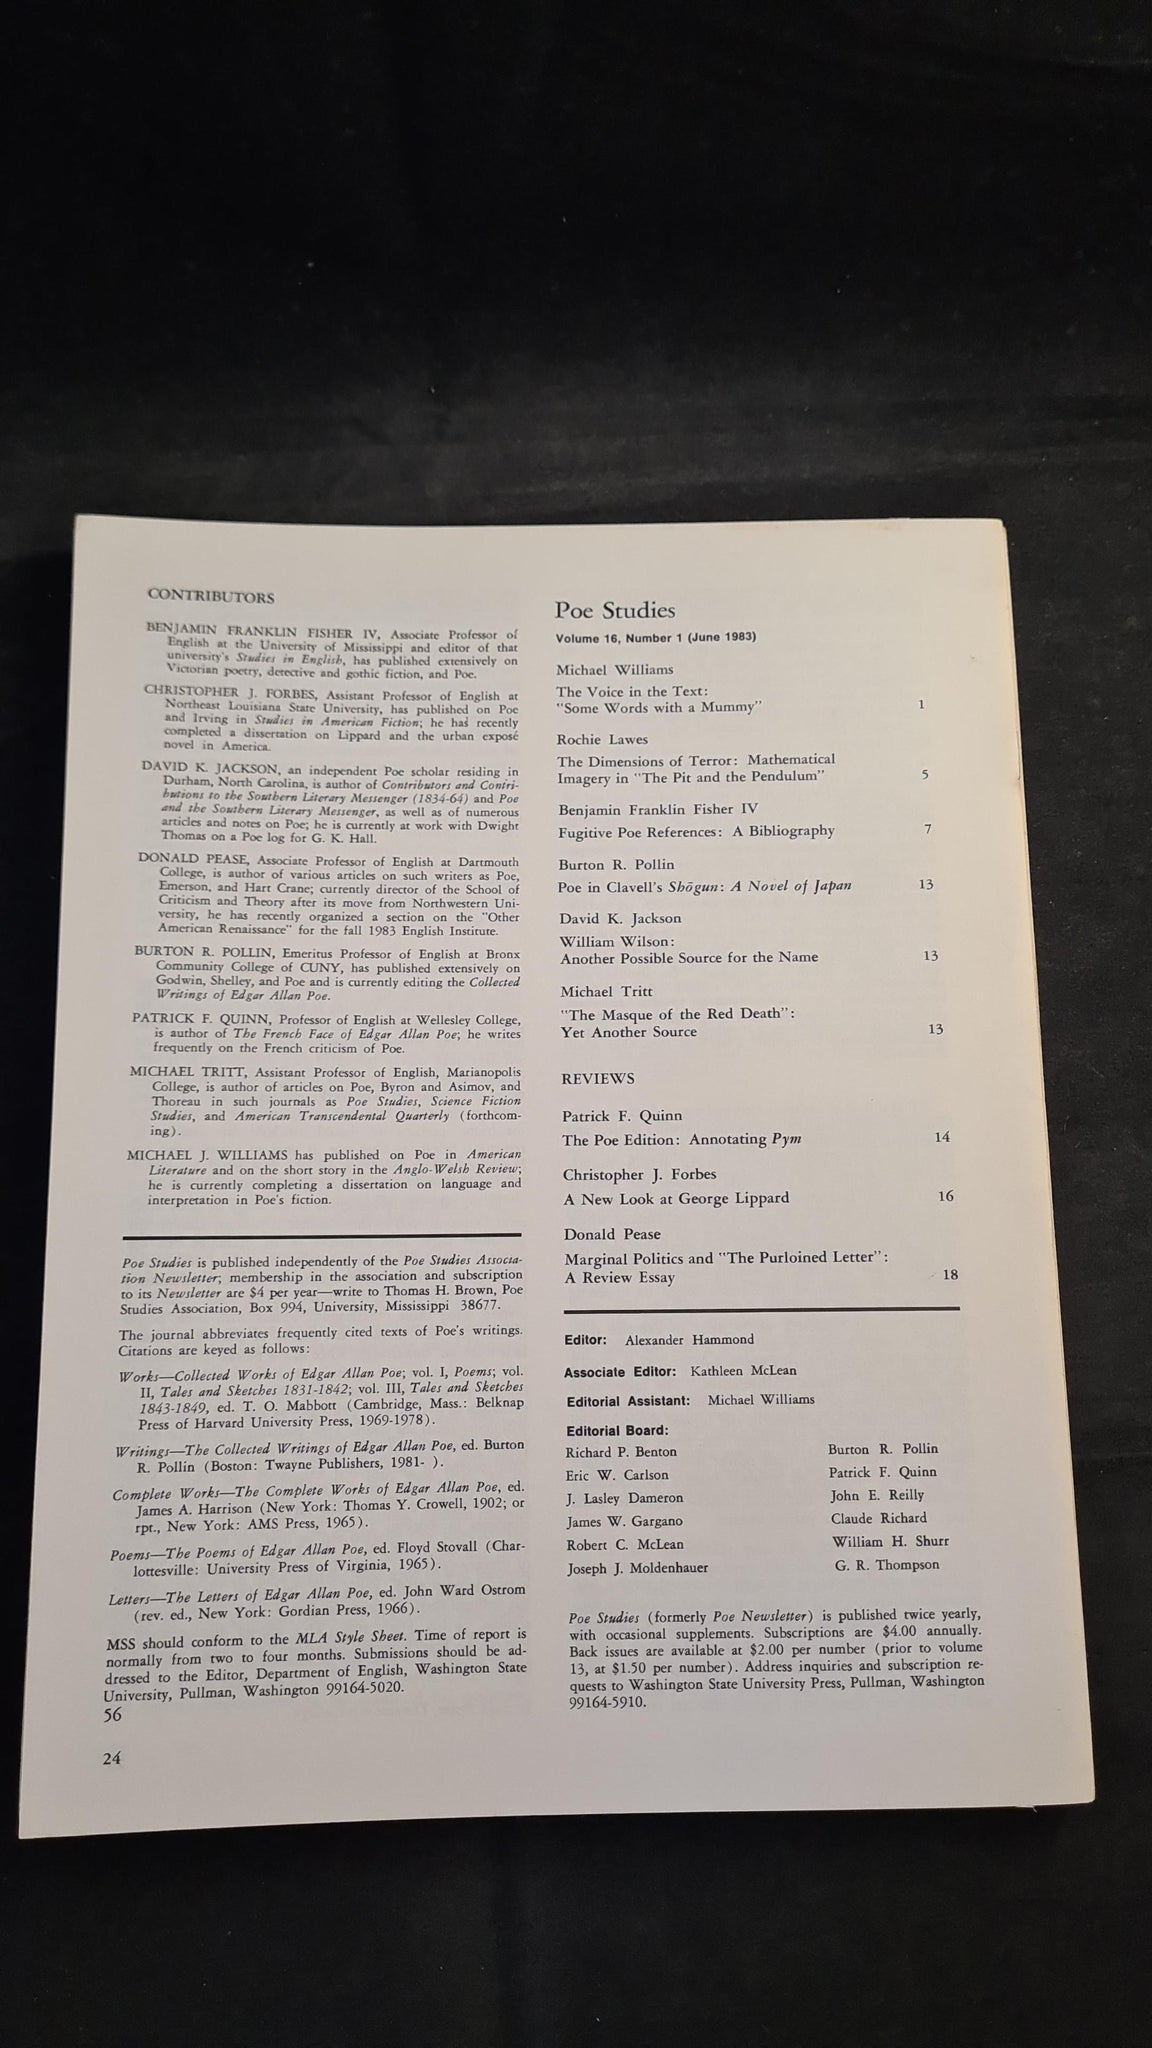 CONTRIBUTORS
BENJAMIN FRANKLIN FISHER IV, Associate Professor of
English at the University of Mississippi and editor of that
university's Studies in English, has published extensively on
Victorian poetry, detective and gothic fiction, and Poe.
CHRISTOPHER J. FORBES, Assistant Professor of English at
Northeast Louisiana State University, has published on Poe
and Irving in Studies in American Fiction; he has recently
completed a dissertation on Lippard and the urban exposé
novel in America.
DAVID K. JACKSON, an independent Poe scholar residing in
Durham, North Carolina, is author of Contributors and Contri-
butions to the Southern Literary Messenger (1834-64) and Poe
and the Southern Literary Messenger, as well as of numerous
articles and notes on Poe; he is currently at work with Dwight
Thomas on a Poe log for G. K. Hall.
DONALD PEASE, Associate Professor of English at Dartmouth
College, is author of various articles on such writers as Poe,
Emerson, and Hart Crane; currently director of the School of
Criticism and Theory after its move from Northwestern Uni-
versity, he has recently organized a section on the "Other
American Renaissance" for the fall 1983 English Institute.
BURTON R. POLLIN, Emeritus Professor of English at Bronx
Community College of CUNY, has published extensively on
Godwin, Shelley, and Poe and is currently editing the Collected
Writings of Edgar Allan Poe.
PATRICK F. QUINN, Professor of English at Wellesley College,
is author of The French Face of Edgar Allan Poe; he writes
frequently on the French criticism of Poe.
MICHAEL TRITT, Assistant Professor of English, Marianopolis
College, is author of articles on Poe, Byron and Asimov, and
Thoreau in such journals as Poe Studies, Science Fiction
Studies, and American Transcendental Quarterly (forthcom-
ing).
MICHAEL J. WILLIAMS has published on Poe in American
Literature and on the short story in the Anglo-Welsh Review;
he is currently completing a dissertation on language and
interpretation in Poe's fiction.
Poe Studies is published independently of the Poe Studies Associa-
tion Newsletter; membership in the association and subscription
to its Newsletter are $4 per year—write to Thomas H. Brown, Poe
Studies Association, Box 994, University, Mississippi 38677.
The journal abbreviates frequently cited texts of Poe's writings.
Citations are keyed as follows:
Works—Collected Works of Edgar Allan Poe; vol. I, Poems; vol.
II, Tales and Sketches 1831-1842; vol. III, Tales and Sketches
1843-1849, ed. T. O. Mabbott (Cambridge, Mass.: Belknap
Press of Harvard University Press, 1969-1978).
Writings—The Collected Writings of Edgar Allan Poe, ed. Burton
R. Pollin (Boston: Twayne Publishers, 1981- ).
Complete Works—The Complete Works of Edgar Allan Poe, ed.
James A. Harrison (New York: Thomas Y. Crowell, 1902; or
rpt., New York: AMS Press, 1965).
Poems—The Poems of Edgar Allan Poe, ed. Floyd Stovall (Char-
lottesville: University Press of Virginia, 1965).
Letters—The Letters of Edgar Allan Poe, ed. John Ward Ostrom
(rev. ed., New York: Gordian Press, 1966).
MSS should conform to the MLA Style Sheet. Time of report is
normally from two to four months. Submissions should be ad-
dressed to the Editor, Department of English, Washington State
University, Pullman, Washington 99164-5020.
56
24
Poe Studies
Volume 16, Number 1 (June 1983)
Michael Williams
The Voice in the Text:
"Some Words with a Mummy" 1
Rochie Lawes
The Dimensions of Terror: Mathematical
Imagery in "The Pit and the Pendulum" 5
Benjamin Franklin Fisher IV
Fugitive Poe References: A Bibliography 7
Burton R. Pollin
Poe in Clavell's Shōgun: A Novel of Japan 13
David K. Jackson
William Wilson:
Another Possible Source for the Name 13
Michael Tritt
"The Masque of the Red Death":
Yet Another Source 13
REVIEWS
Patrick F. Quinn
The Poe Edition: Annotating Pym 14
Christopher J. Forbes
A New Look at George Lippard 16
Donald Pease
Marginal Politics and "The Purloined Letter":
A Review Essay 18
Editor: Alexander Hammond
Associate Editor: Kathleen McLean
Editorial Assistant: Michael Williams
Editorial Board:
Richard P. Benton Burton R. Pollin
Eric W. Carlson Patrick F. Quinn
J. Lasley Dameron John E. Reilly
James W. Gargano Claude Richard
Robert C. McLean William H. Shurr
Joseph J. Moldenhauer G. R. Thompson
Poe Studies (formerly Poe Newsletter) is published twice yearly,
with occasional supplements. Subscriptions are $4.00 annually.
Back issues are available at $2.00 per number (prior to volume
13, at $1.50 per number). Address inquiries and subscription re-
quests to Washington State University Press, Pullman, Washington
99164-5910.